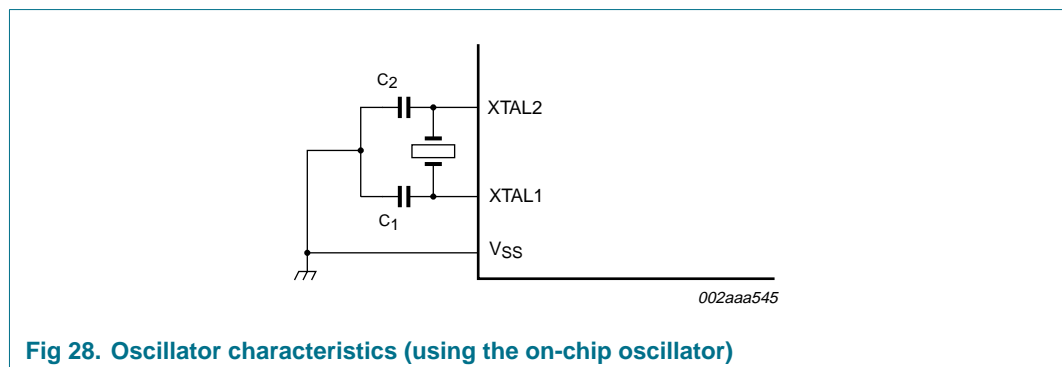 C2
XTAL2
XTAL1
C1
VSS
002aaa545
Fig 28. Oscillator characteristics (using the on-chip oscillator)